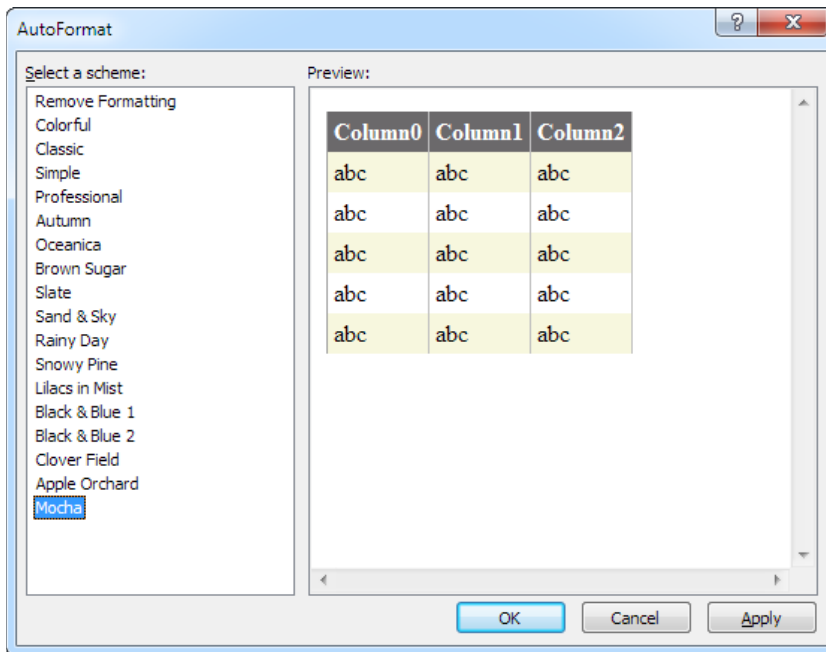 AutoFormat
Select a scheme:
Remove Formatting
Colorful
Classic
Simple
Professional
Autumn
Oceanica
Brown Sugar
Slate
Sand & Sky
Rainy Day
Snowy Pine
Lilacs in Mist
Black & Blue 1
Black & Blue 2
Clover Field
Apple Orchard
Mocha
Preview:
Column0 Column1 Column2
abc abc abc
abc abc abc
abc abc abc
abc abc abc
abc abc abc
OK Cancel Apply